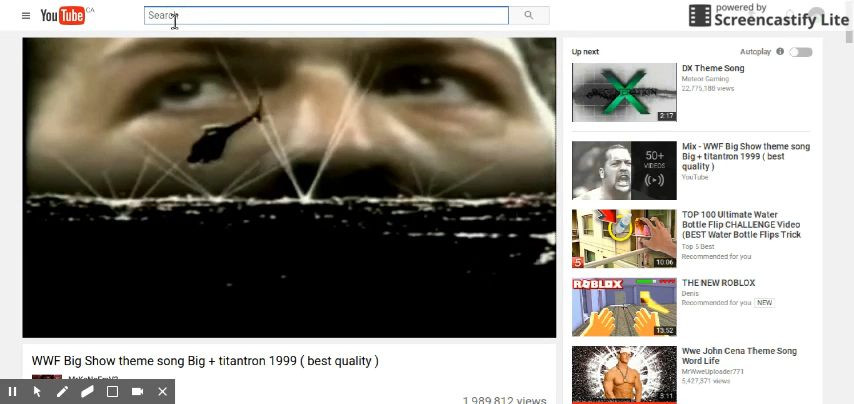 YouTube CA
Search
powered by
Screencastify Lite
Up next
Autoplay
DX Theme Song
Meteor Gaming
22,775,188 views
2:17
Mix - WWF Big Show theme song
Big + titantron 1999 ( best
quality )
YouTube
50+
VIDEOS
TOP 100 Ultimate Water
Bottle Flip CHALLENGE Video
(BEST Water Bottle Flips Trick
Top 5 Best
Recommended for you
5
10:06
THE NEW ROBLOX
Denis
Recommended for you NEW
ROBLOX
13:52
Wwe John Cena Theme Song
Word Life
MrWweUploader771
5,427,371 views
3:11
WWF Big Show theme song Big + titantron 1999 ( best quality )
1,989,812 views